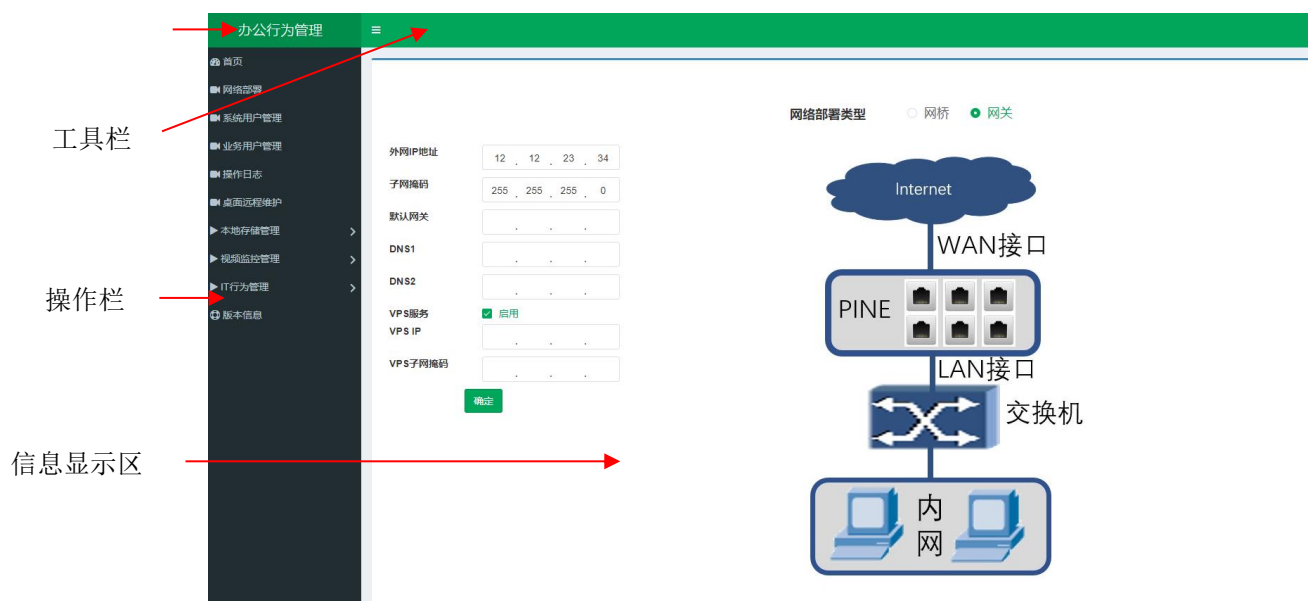 办公行为管理
首页
网络部署
系统用户管理
业务用户管理
操作日志
桌面远程维护
本地存储管理
视频监控管理
IT行为管理
版本信息
工具栏
操作栏
信息显示区
网络部署类型 网桥 网关
外网IP地址 12 . 12 . 23 . 34
子网掩码 255 . 255 . 255 . 0
默认网关 . . .
DNS1 . . .
DNS2 . . .
VPS服务 启用
VPS IP . . .
VPS子网掩码 . . .
确定
Internet
WAN接口
PINE
LAN接口
交换机
内
网